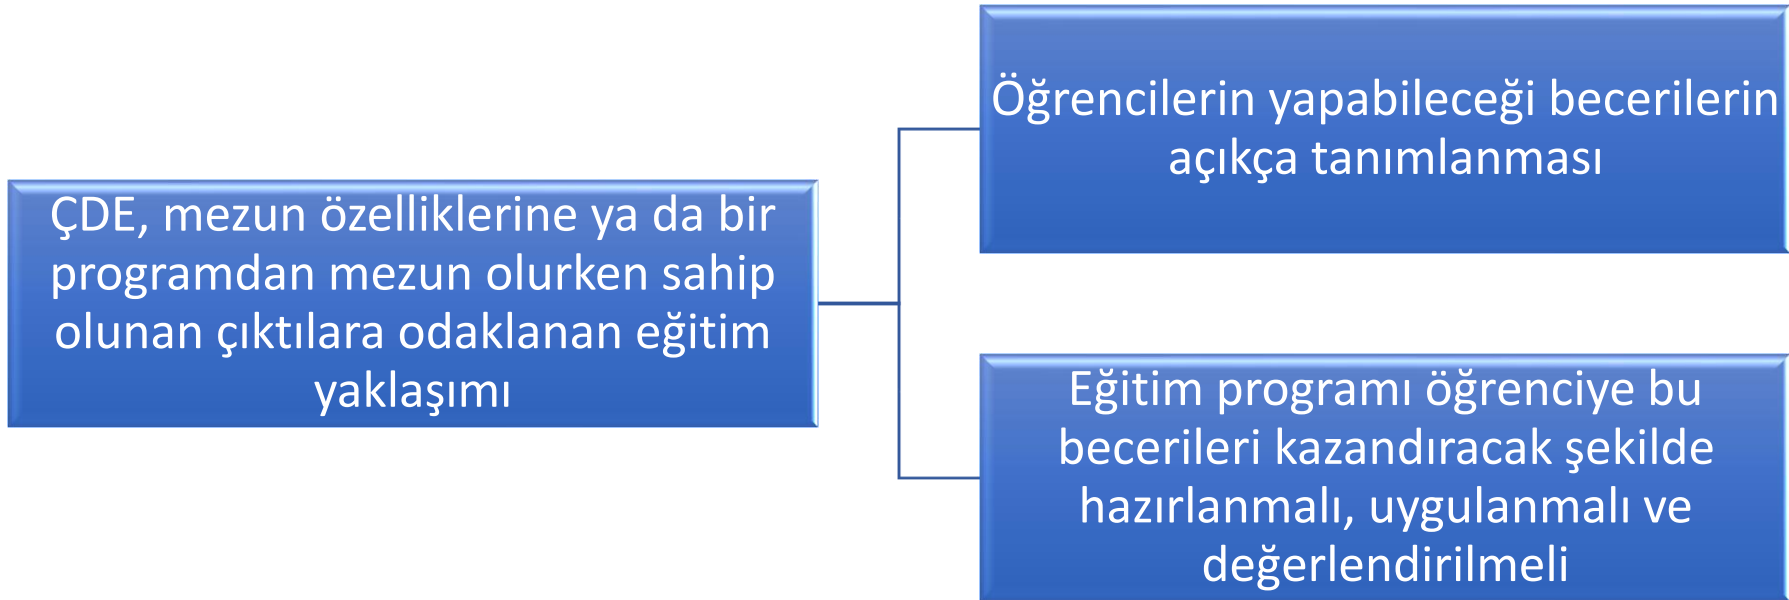 ÇDE, mezun özelliklerine ya da bir
programdan mezun olurken sahip
olunan çıktılara odaklanan eğitim
yaklaşımı
Öğrencilerin yapabileceği becerilerin
açıkça tanımlanması
Eğitim programı öğrenciye bu
becerileri kazandıracak şekilde
hazırlanmalı, uygulanmalı ve
değerlendirilmeli